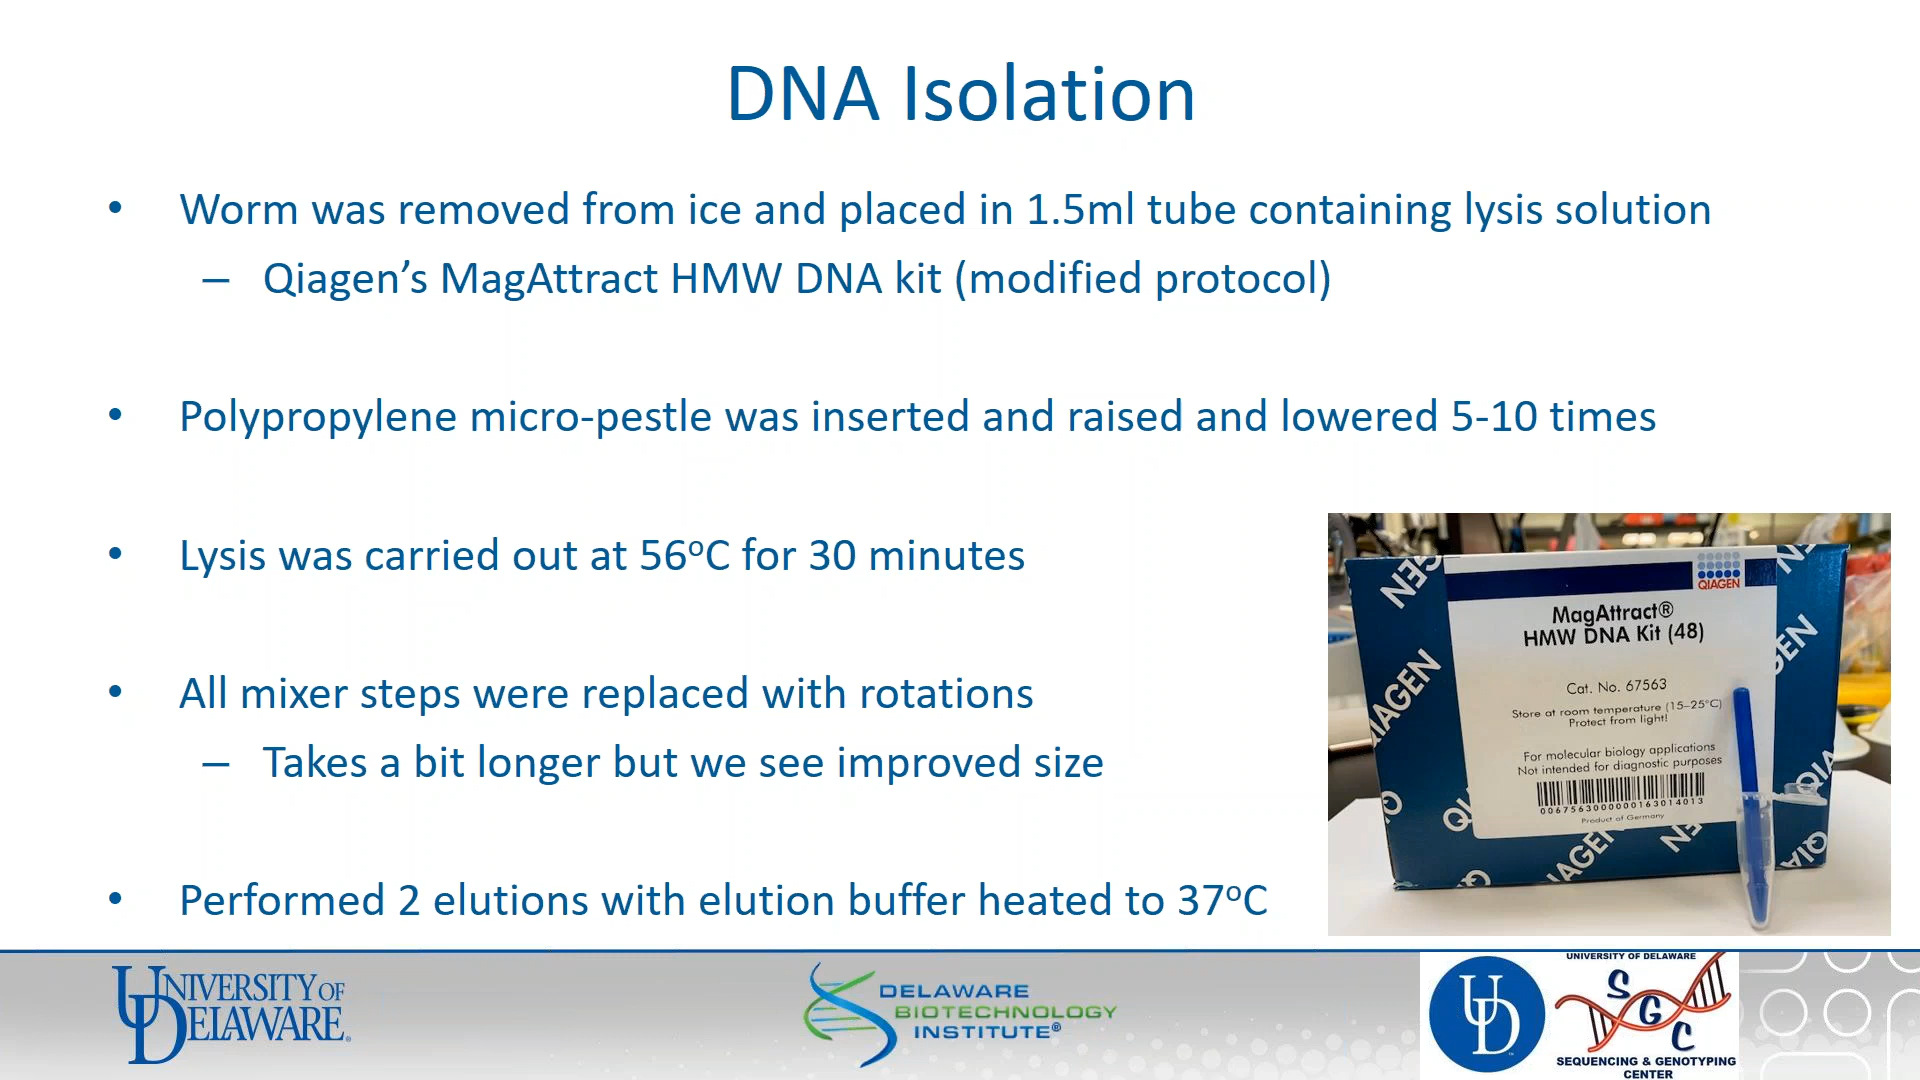 DNA Isolation
• Worm was removed from ice and placed in 1.5ml tube containing lysis solution
– Qiagen’s MagAttract HMW DNA kit (modified protocol)
• Polypropylene micro-pestle was inserted and raised and lowered 5-10 times
• Lysis was carried out at 56ºC for 30 minutes
• All mixer steps were replaced with rotations
– Takes a bit longer but we see improved size
• Performed 2 elutions with elution buffer heated to 37ºC
QIAGEN
MagAttract®
HMW DNA Kit (48)
Cat. No. 67563
Store at room temperature (15–25°C)
Protect from light!
For molecular biology applications
Not intended for diagnostic purposes
Product of Germany
QIAGEN
UNIVERSITY OF
DELAWARE.
DELAWARE
BIOTECHNOLOGY
INSTITUTE®
UD
UNIVERSITY OF DELAWARE
SGC
SEQUENCING & GENOTYPING
CENTER